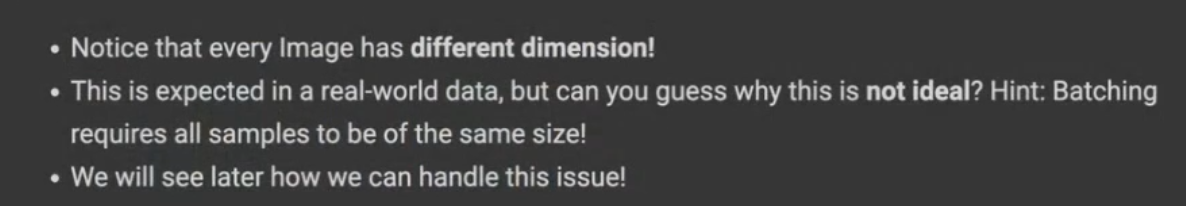 • Notice that every Image has different dimension!
• This is expected in a real-world data, but can you guess why this is not ideal? Hint: Batching
requires all samples to be of the same size!
• We will see later how we can handle this issue!